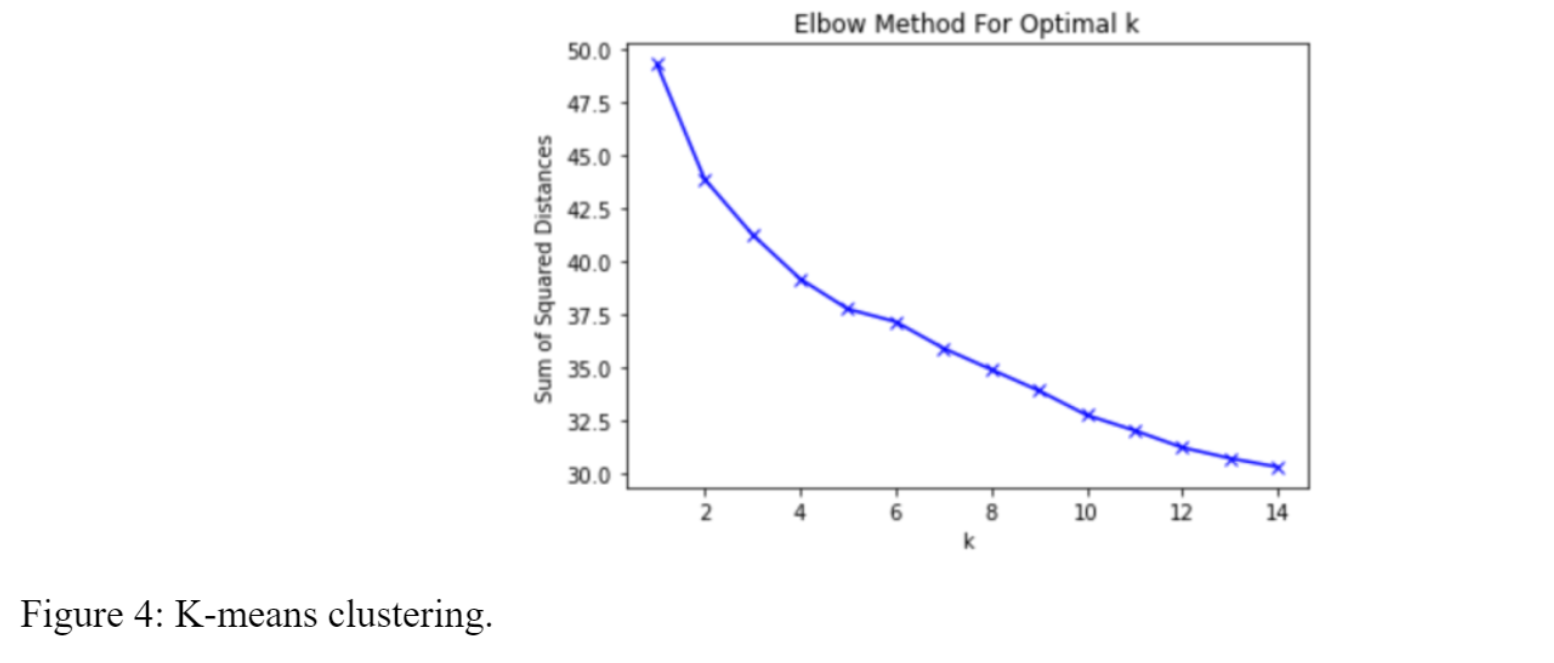 Elbow Method For Optimal k
50.0
47.5
45.0
42.5
40.0
37.5
35.0
32.5
30.0
Sum of Squared Distances
2 4 6 8 10 12 14
k
Figure 4: K-means clustering.